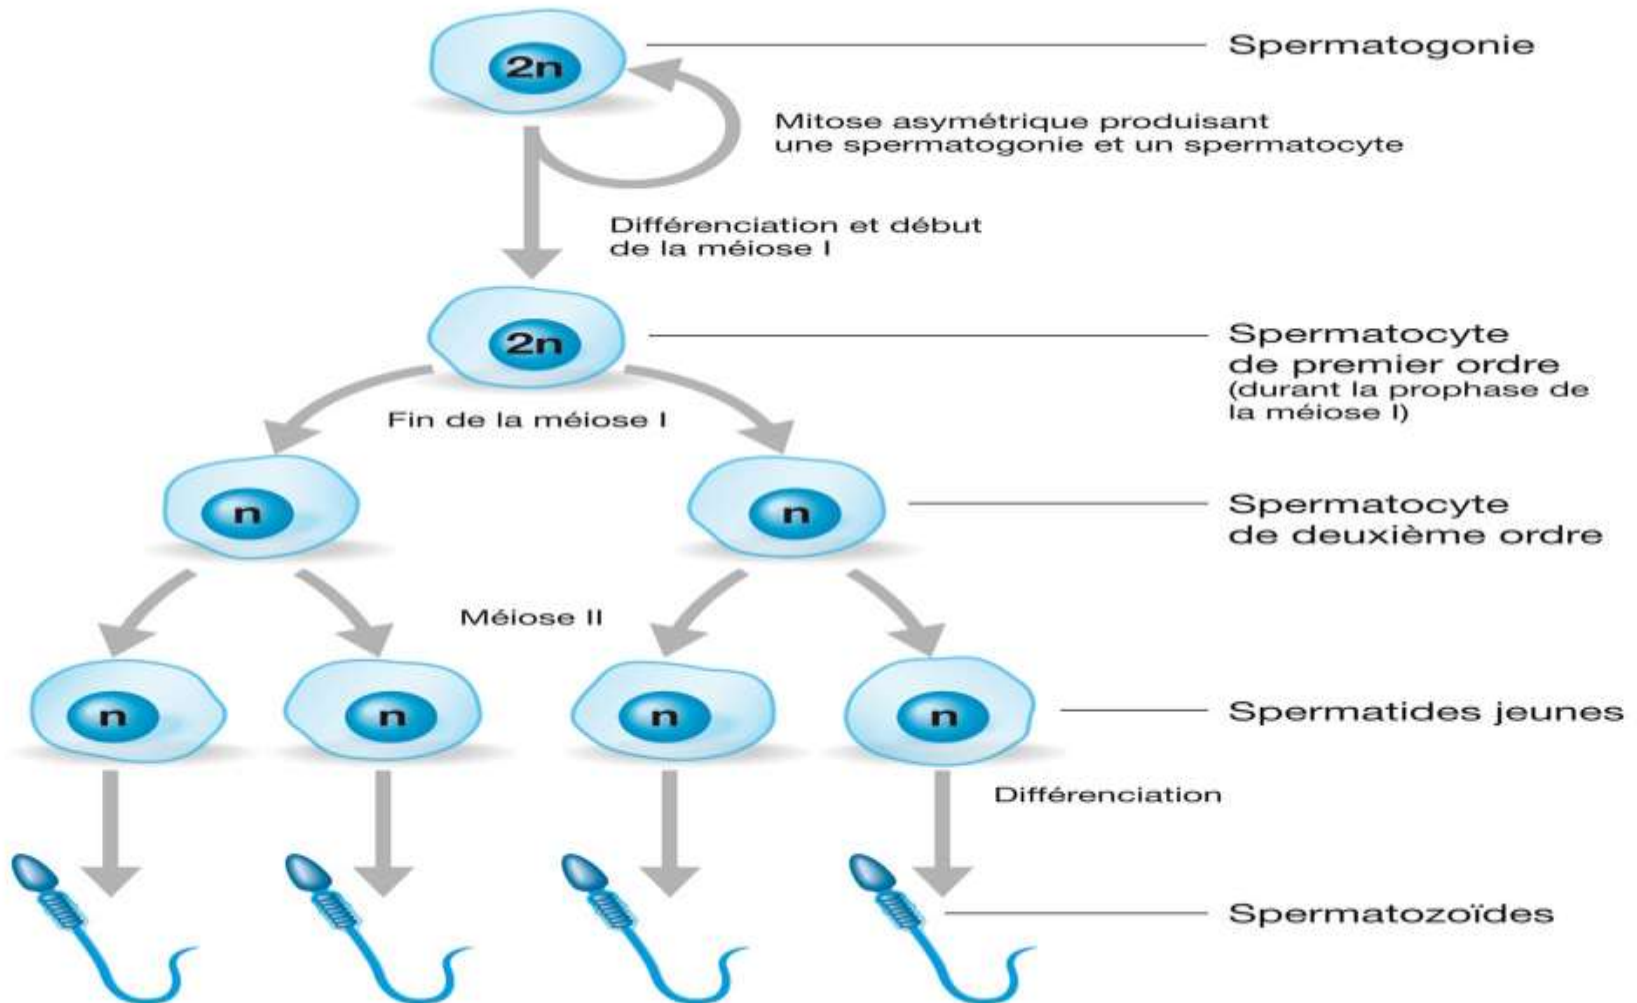 2n
Spermatogonie
Mitose asymétrique produisant
une spermatogonie et un spermatocyte
Différenciation et début
de la méiose I
2n
Spermatocyte
de premier ordre
(durant la prophase de
la méiose I)
Fin de la méiose I
n
n
Spermatocyte
de deuxième ordre
Méiose II
n
n
n
n
Spermatides jeunes
Différenciation
Spermatozoïdes